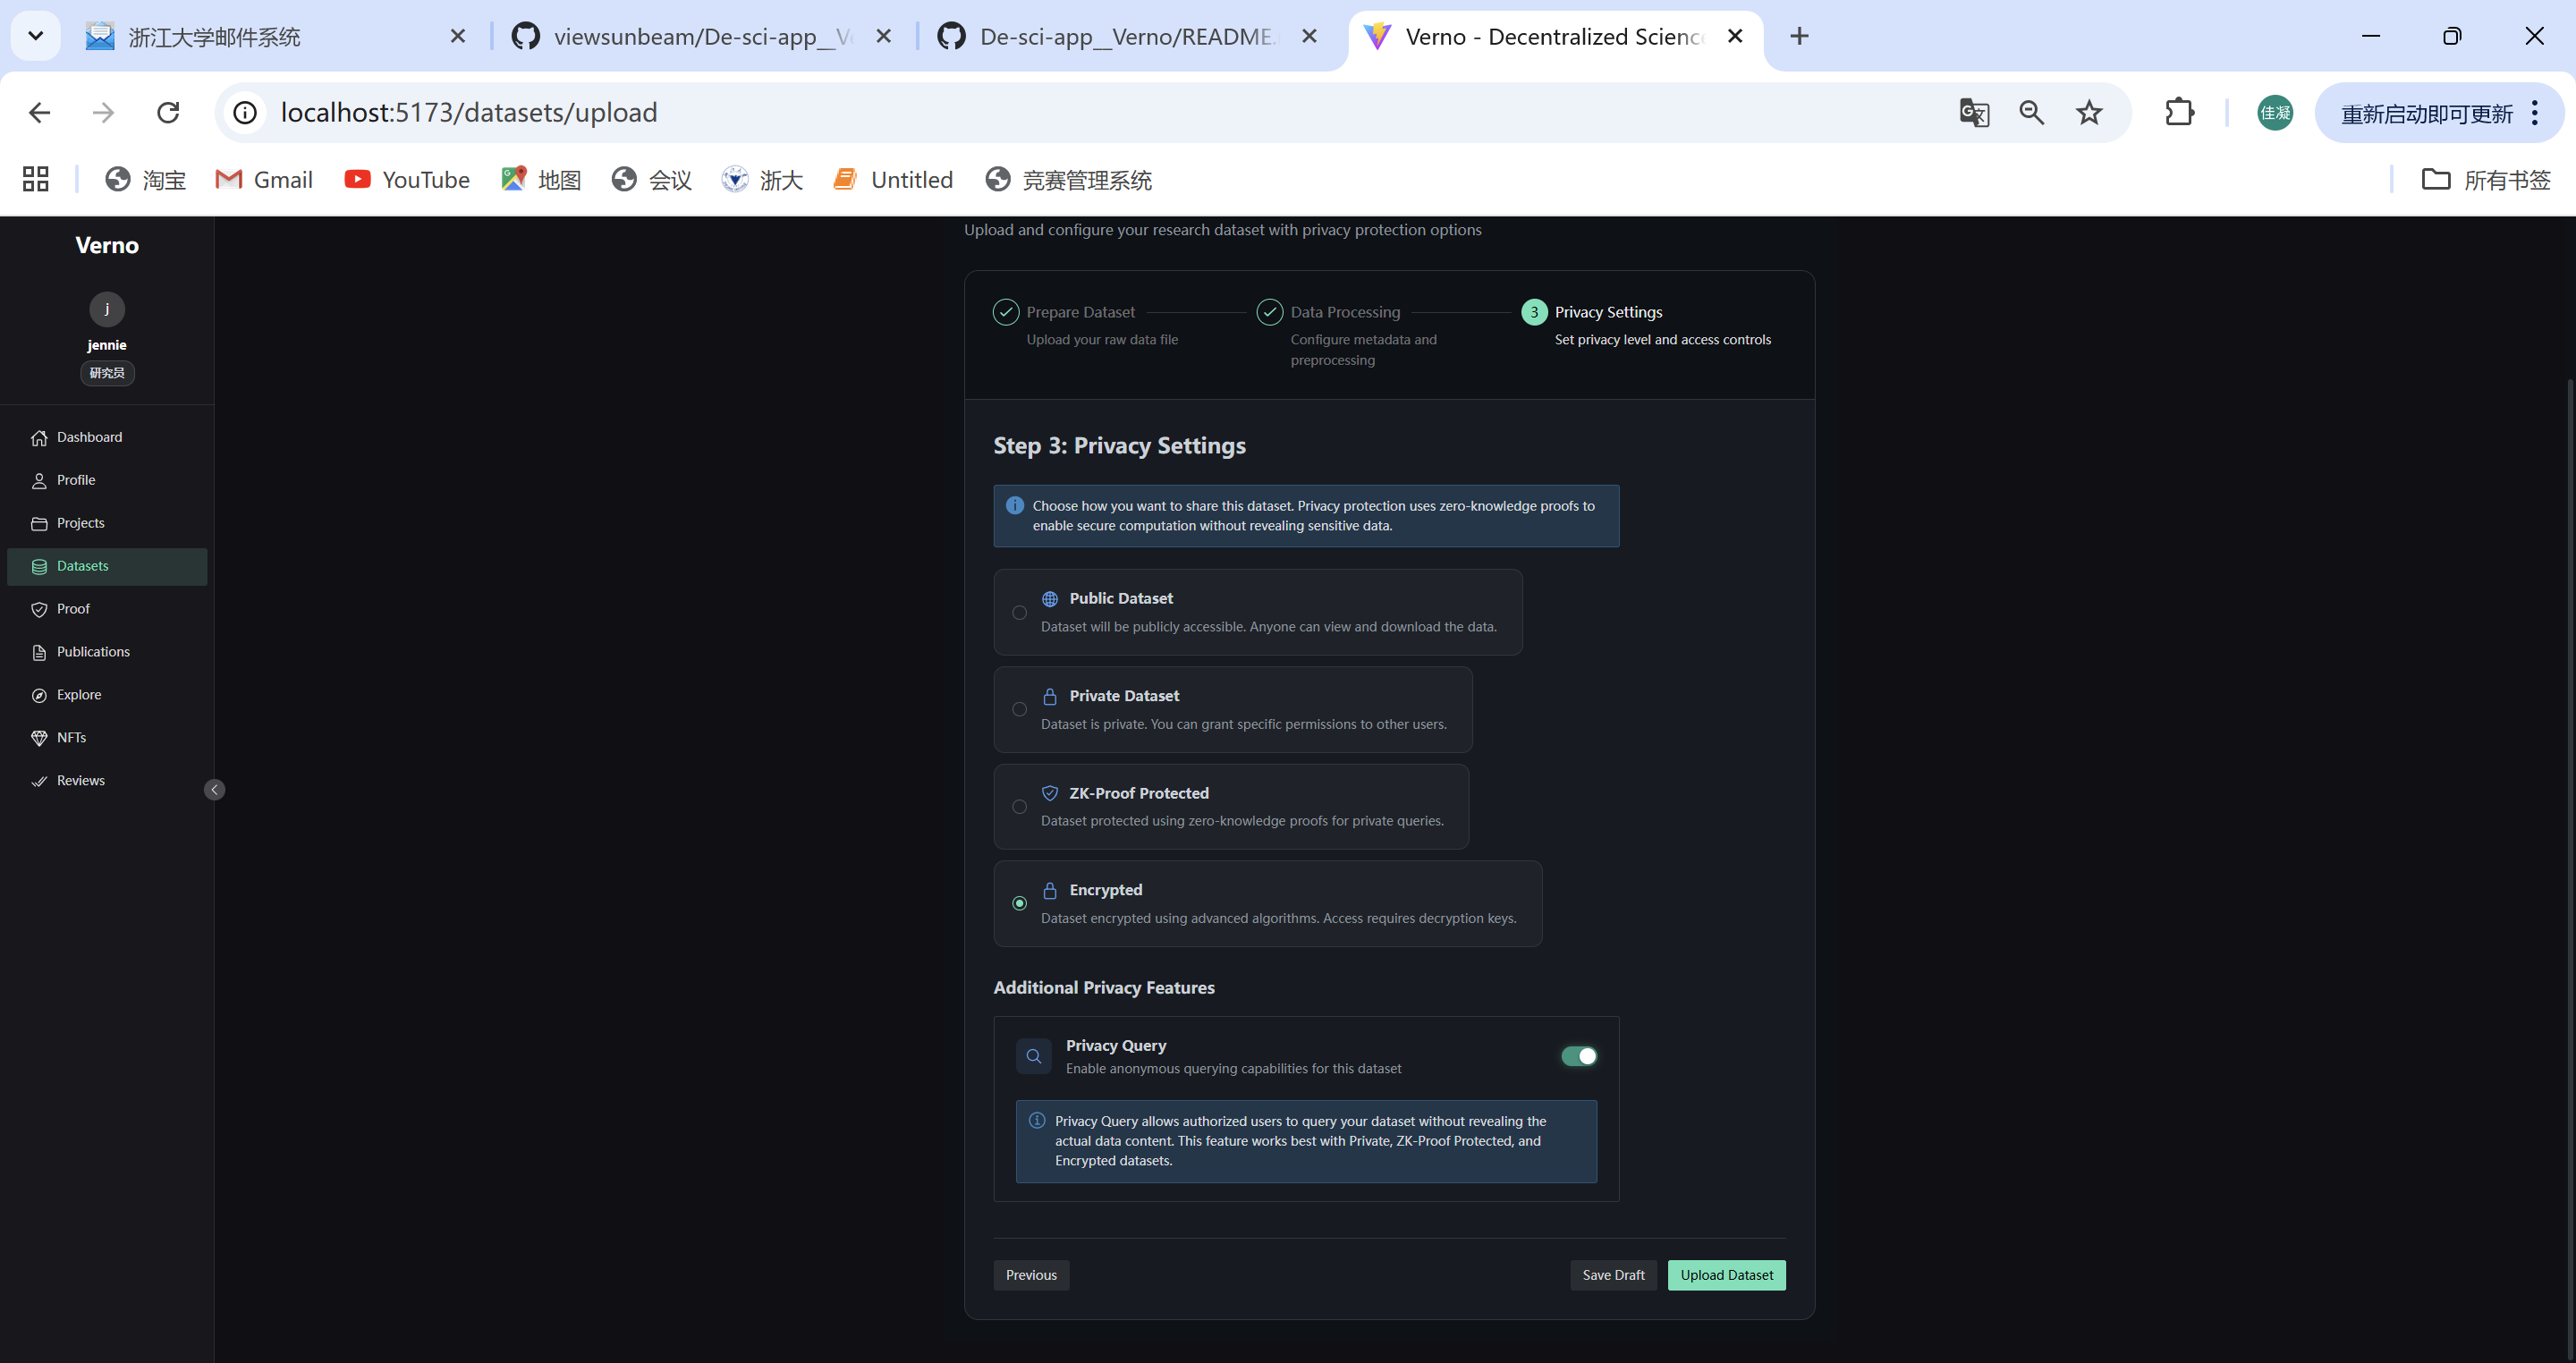 浙江大学邮件系统
viewsunbeam/De-sci-app__V
De-sci-app__Verno/README.
Verno - Decentralized Science
localhost:5173/datasets/upload
佳凝
重新启动即可更新
淘宝
Gmail
YouTube
地图
会议
浙大
Untitled
竞赛管理系统
所有书签
Verno
j
jennie
研究员
Dashboard
Profile
Projects
Datasets
Proof
Publications
Explore
NFTs
Reviews
Upload and configure your research dataset with privacy protection options
Prepare Dataset
Upload your raw data file
Data Processing
Configure metadata and
preprocessing
3
Privacy Settings
Set privacy level and access controls
Step 3: Privacy Settings
Choose how you want to share this dataset. Privacy protection uses zero-knowledge proofs to
enable secure computation without revealing sensitive data.
Public Dataset
Dataset will be publicly accessible. Anyone can view and download the data.
Private Dataset
Dataset is private. You can grant specific permissions to other users.
ZK-Proof Protected
Dataset protected using zero-knowledge proofs for private queries.
Encrypted
Dataset encrypted using advanced algorithms. Access requires decryption keys.
Additional Privacy Features
Privacy Query
Enable anonymous querying capabilities for this dataset
Privacy Query allows authorized users to query your dataset without revealing the
actual data content. This feature works best with Private, ZK-Proof Protected, and
Encrypted datasets.
Previous
Save Draft
Upload Dataset